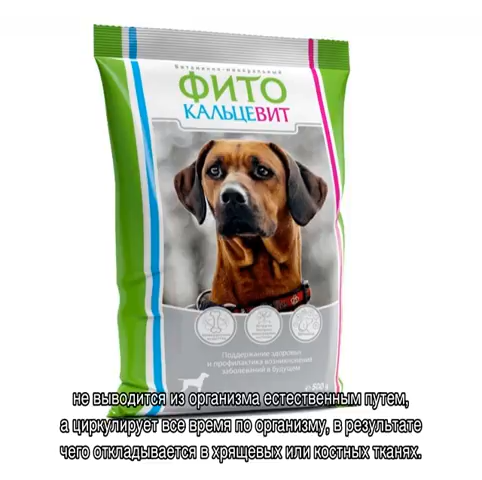 Витаминно-минеральный
ФИТО
КАЛЬЦЕВИТ
Поддержание здоровья
и профилактика возникновения
заболеваний в будущем
800 г
не выводится из организма естественным путем,
а циркулирует все время по организму, в результате
чего откладывается в хрящевых или костных тканях.